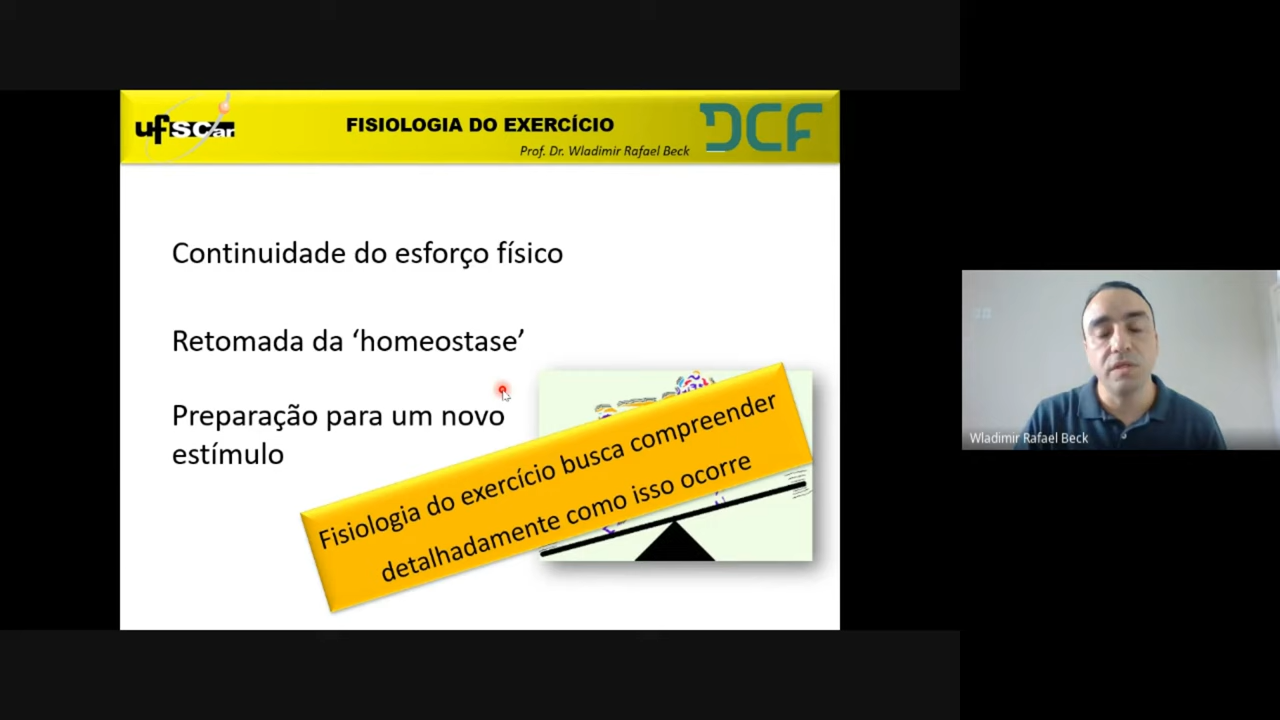 ufscar
FISIOLOGIA DO EXERCÍCIO
Prof. Dr. Wladimir Rafael Beck
DCF
Continuidade do esforço físico
Retomada da ‘homeostase’
Preparação para um novo
estímulo
Fisiologia do exercício busca compreender
detalhadamente como isso ocorre
Wladimir Rafael Beck